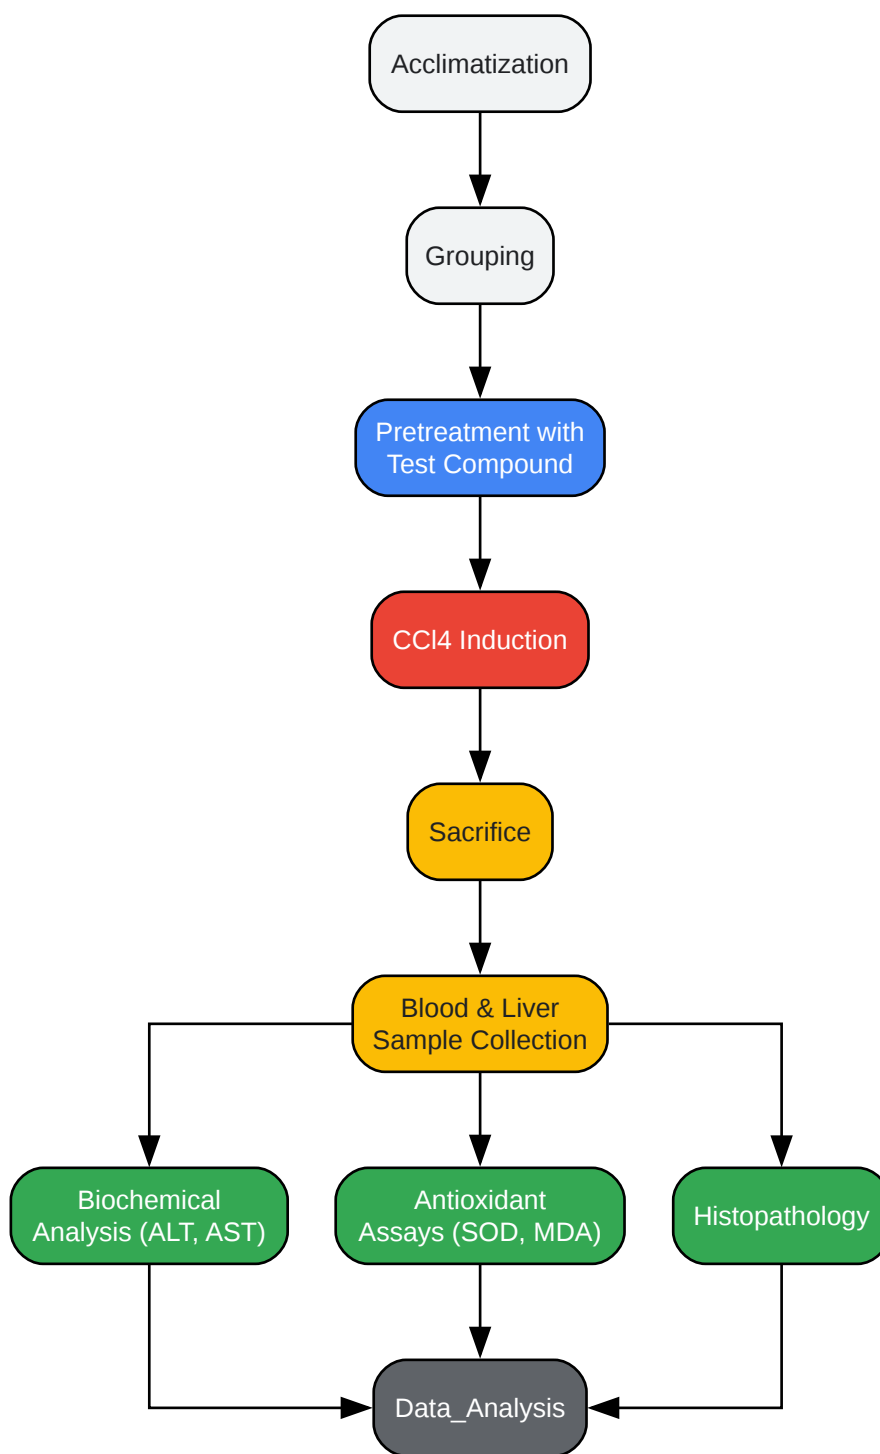 Acclimatization
Grouping
Pretreatment with
Test Compound
CCl4 Induction
Sacrifice
Blood & Liver
Sample Collection
Biochemical
Analysis (ALT, AST)
Antioxidant
Assays (SOD, MDA)
Histopathology
Data_Analysis